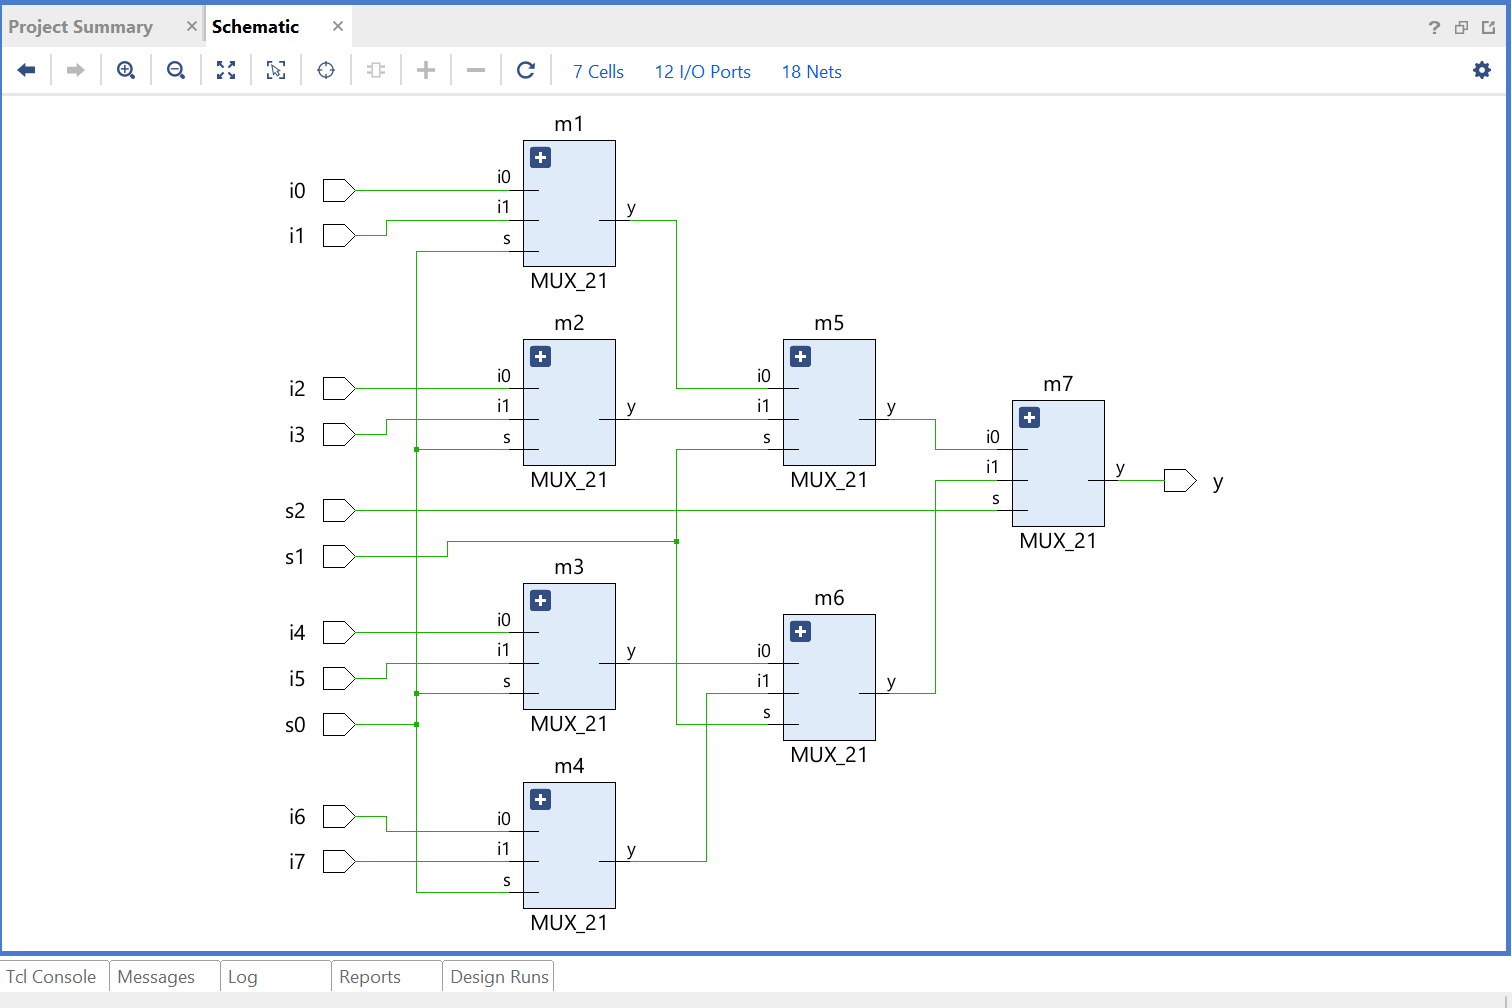 Project Summary
Schematic
?
7 Cells
12 I/O Ports
18 Nets
m1
i0
i1
s
y
MUX_21
i0
i1
m2
i0
i1
s
y
MUX_21
i2
i3
m5
i0
i1
s
y
MUX_21
m7
i0
i1
s
y
MUX_21
y
s2
s1
m3
i0
i1
s
y
MUX_21
i4
i5
s0
m6
i0
i1
s
y
MUX_21
m4
i0
i1
s
y
MUX_21
i6
i7
Tcl Console
Messages
Log
Reports
Design Runs